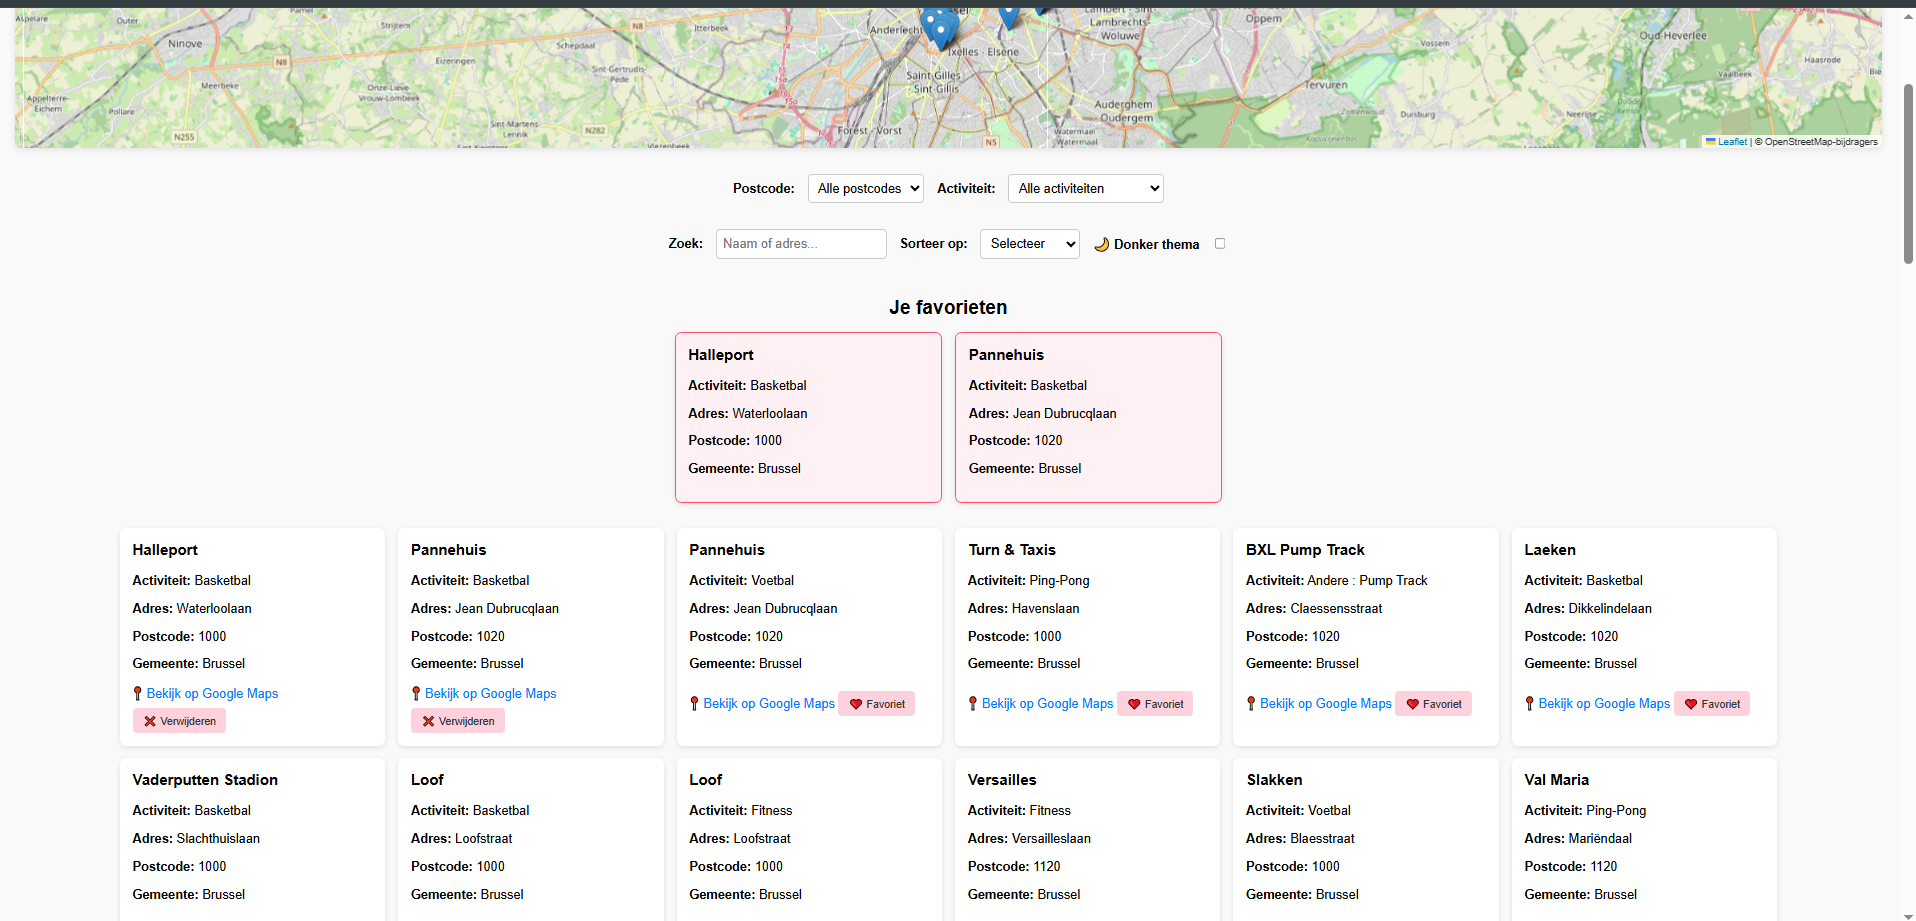 Aspelare
Outer
Ninove
N8
Strijtem
Eizeringen
Meerbeke
Appelterre-
Eichem
Pollare
N255
Schepdaal
Sint-Gertrudis
Pede
Onze-Lieve
Vrouw-Lombeek
Sint-Martens
Lennik
N282
N8
Itterbeek
Anderlecht
Ixelles - Elsene
Saint-Gilles
- Sint-Gillis
Forest - Vorst
N5
Lambrechts-
Woluwe
Auderghem
Oudergem
Watermael
Watermaal
Oppem
Vossem
Tervuren
Duisburg
Oud-Heverlee
Vaalbeek
Haasrode
Neerijse
Leaflet | © OpenStreetMap-bijdragers
Postcode: Alle postcodes Activiteit: Alle activiteiten
Zoek: Naam of adres... Sorteer op: Selecteer 🌙 Donker thema
Je favorieten
Halleport
Activiteit: Basketbal
Adres: Waterloolaan
Postcode: 1000
Gemeente: Brussel
Pannehuis
Activiteit: Basketbal
Adres: Jean Dubrucqlaan
Postcode: 1020
Gemeente: Brussel
Halleport
Activiteit: Basketbal
Adres: Waterloolaan
Postcode: 1000
Gemeente: Brussel
📍 Bekijk op Google Maps
❌ Verwijderen
Pannehuis
Activiteit: Basketbal
Adres: Jean Dubrucqlaan
Postcode: 1020
Gemeente: Brussel
📍 Bekijk op Google Maps
❌ Verwijderen
Pannehuis
Activiteit: Voetbal
Adres: Jean Dubrucqlaan
Postcode: 1020
Gemeente: Brussel
📍 Bekijk op Google Maps ❤️ Favoriet
Turn & Taxis
Activiteit: Ping-Pong
Adres: Havenslaan
Postcode: 1000
Gemeente: Brussel
📍 Bekijk op Google Maps ❤️ Favoriet
BXL Pump Track
Activiteit: Andere : Pump Track
Adres: Claessensstraat
Postcode: 1020
Gemeente: Brussel
📍 Bekijk op Google Maps ❤️ Favoriet
Laeken
Activiteit: Basketbal
Adres: Dikkelindelaan
Postcode: 1020
Gemeente: Brussel
📍 Bekijk op Google Maps ❤️ Favoriet
Vaderputten Stadion
Activiteit: Basketbal
Adres: Slachthuislaan
Postcode: 1000
Gemeente: Brussel
Loof
Activiteit: Basketbal
Adres: Loofstraat
Postcode: 1000
Gemeente: Brussel
Loof
Activiteit: Fitness
Adres: Loofstraat
Postcode: 1000
Gemeente: Brussel
Versailles
Activiteit: Fitness
Adres: Versailleslaan
Postcode: 1120
Gemeente: Brussel
Slakken
Activiteit: Voetbal
Adres: Blaesstraat
Postcode: 1000
Gemeente: Brussel
Val Maria
Activiteit: Ping-Pong
Adres: Mariëndaal
Postcode: 1120
Gemeente: Brussel